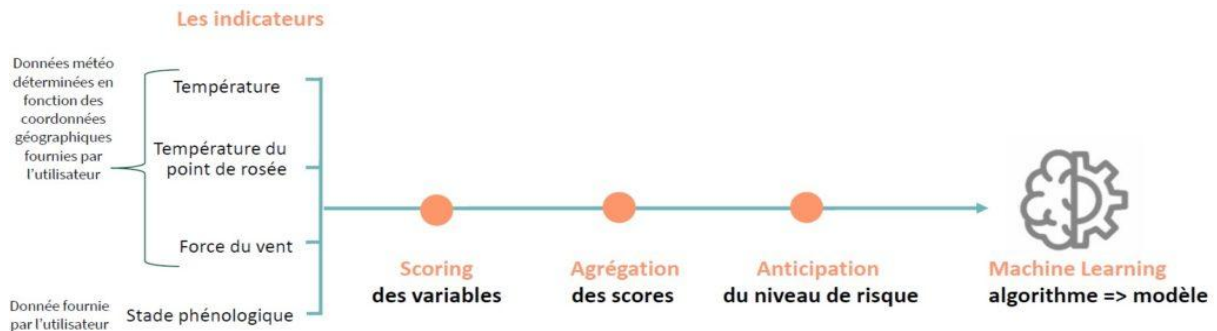 Les indicateurs
Données météo
déterminées en
fonction des
coordonnées
géographiques
fournies par
l'utilisateur
Température
Température du
point de rosée
Force du vent
Donnée fournie
par l'utilisateur
Stade phénologique
Scoring
des variables
Agrégation
des scores
Anticipation
du niveau de risque
Machine Learning
algorithme => modèle